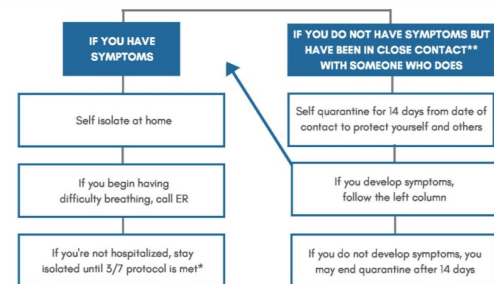 IF YOU HAVE
SYMPTOMS
Self isolate at home
If you begin having
difficulty breathing, call ER
If you're not hospitalized, stay
isolated until 3/7 protocol is met*
IF YOU DO NOT HAVE SYMPTOMS BUT
HAVE BEEN IN CLOSE CONTACT**
WITH SOMEONE WHO DOES
Self quarantine for 14 days from date of
contact to protect yourself and others
If you develop symptoms,
follow the left column
If you do not develop symptoms, you
may end quarantine after 14 days